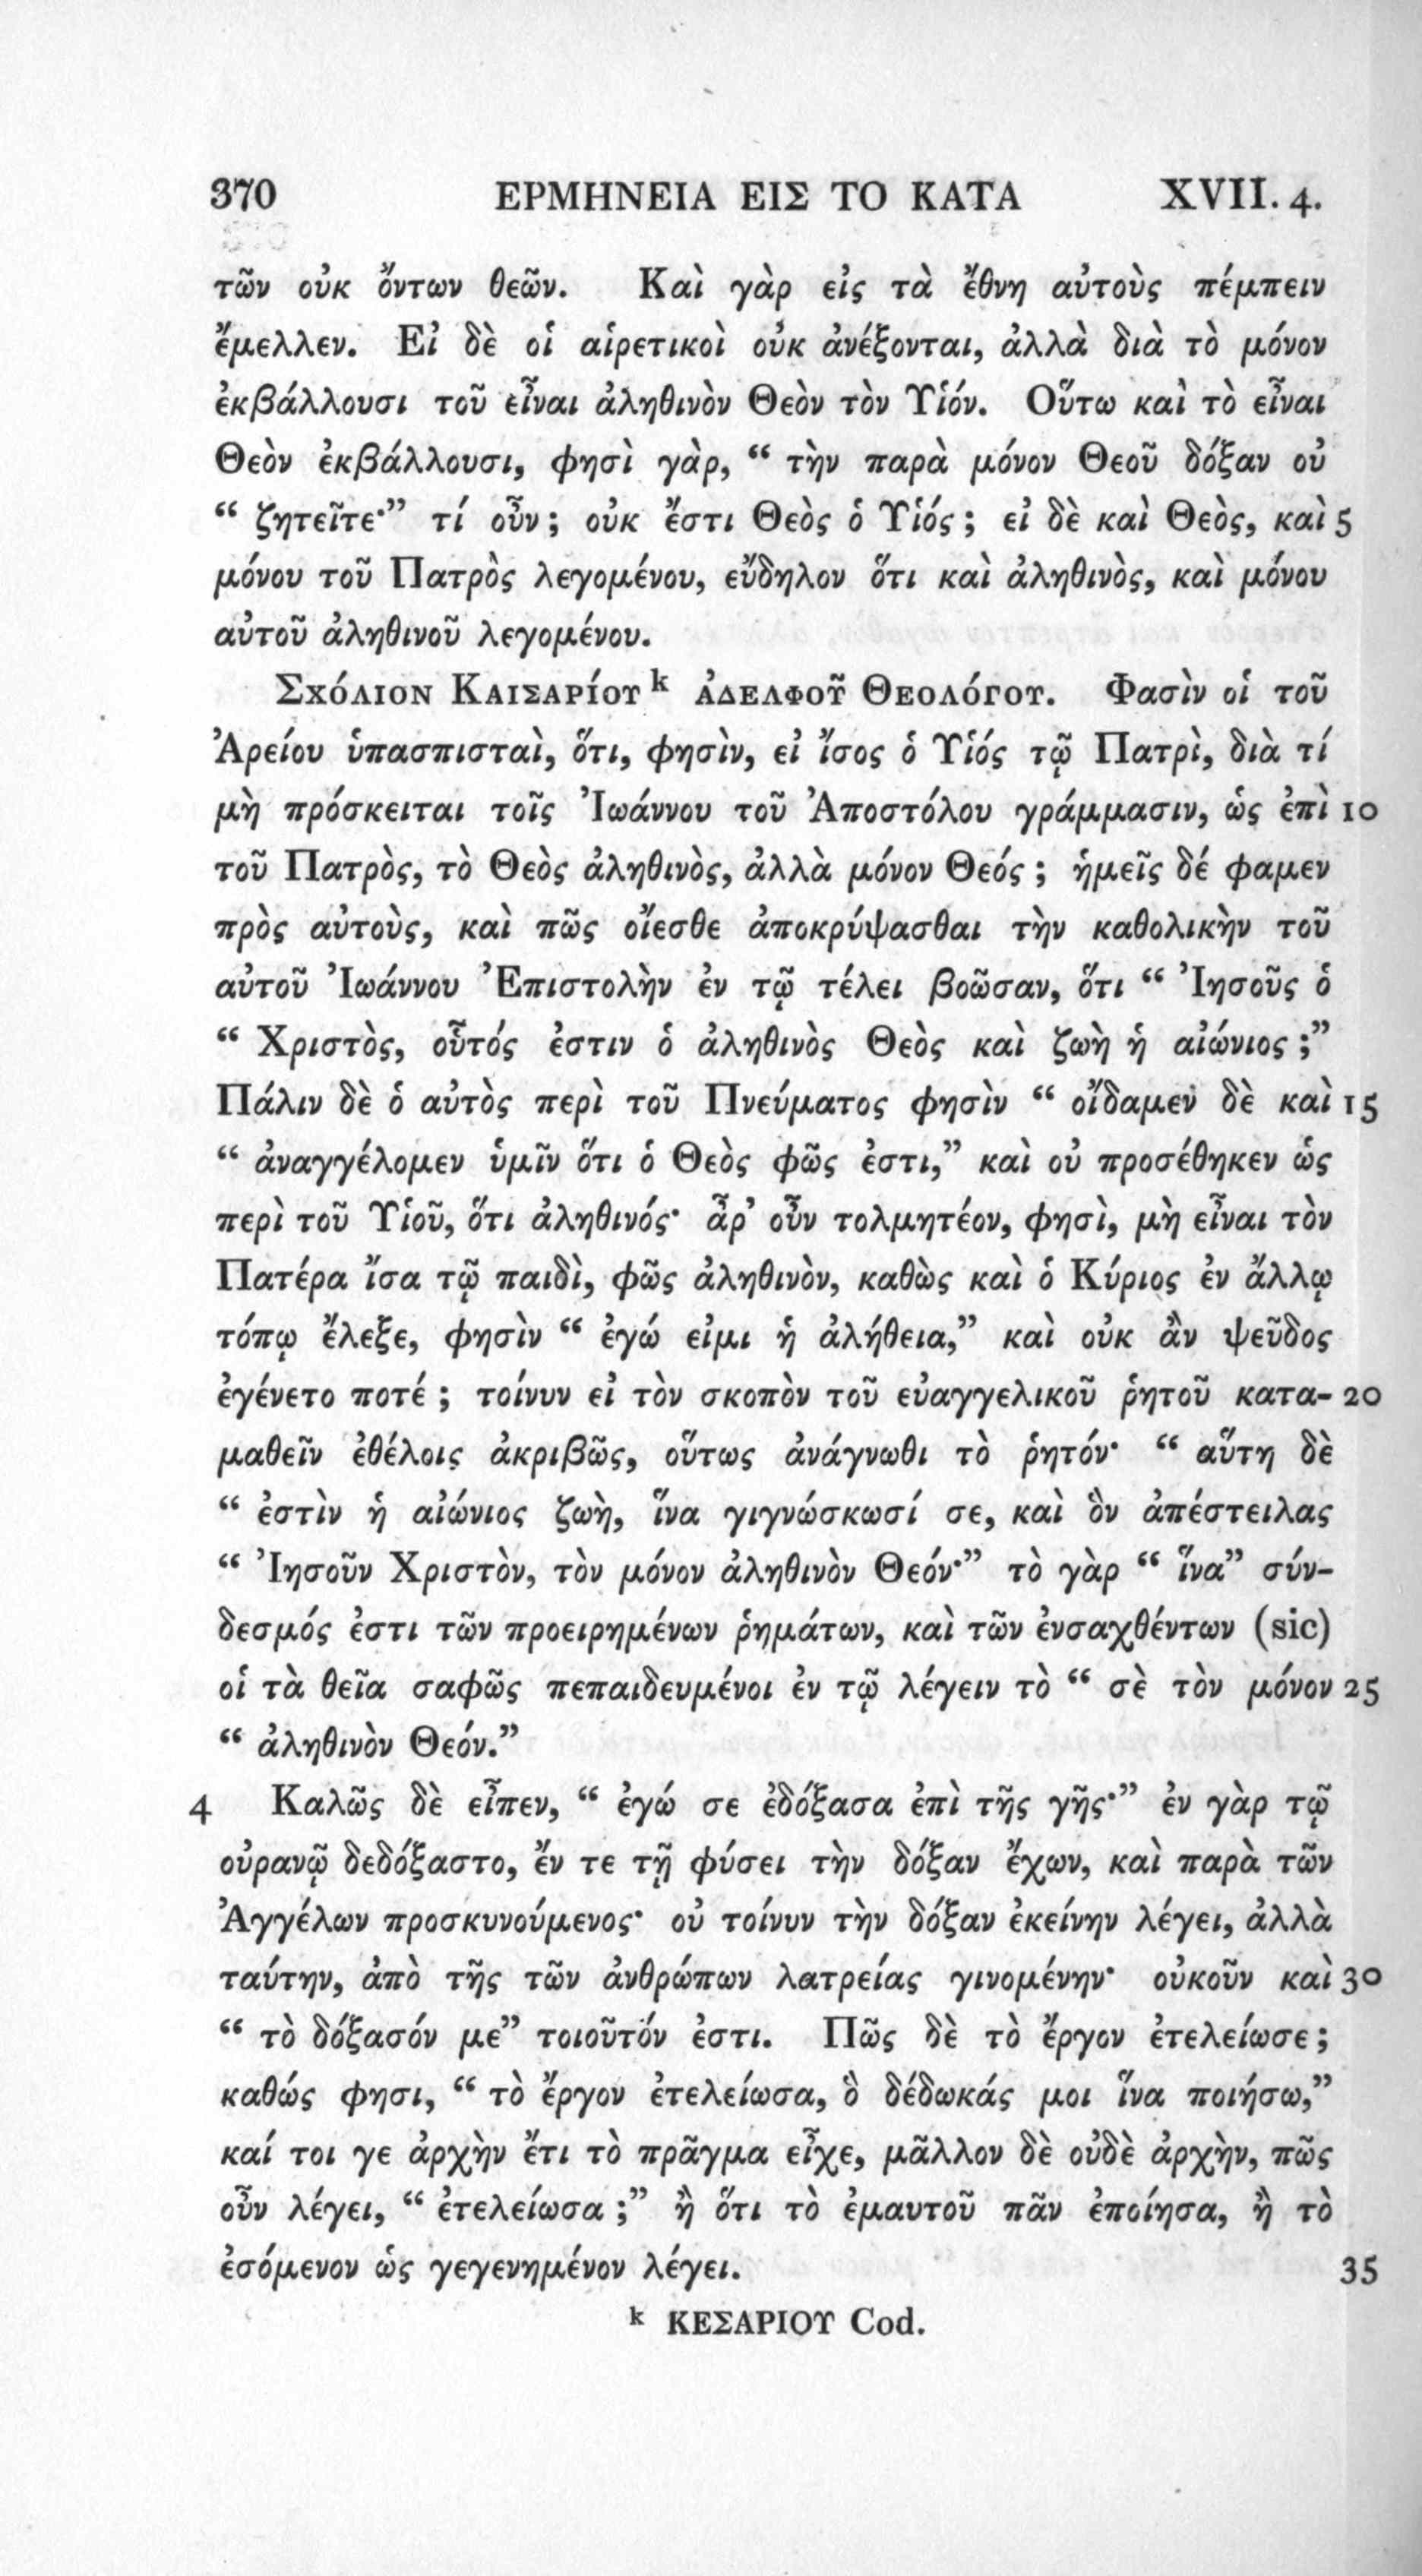 370 ΕΡΜΗΝΕΙΑ ΕΙΣ ΤΟ ΚΑΤΑ XVII. 4.
τῶν οὐκ ὄντων θεῶν. Καὶ γὰρ εἰς τὰ ἔθνη αὐτοὺς πέμπειν
ἔμελλεν. Εἰ δὲ οἱ αἱρετικοὶ οὐκ ἀνέξονται, ἀλλὰ διὰ τὸ μόνον
ἐκβάλλουσι τοῦ εἶναι ἀληθινὸν Θεὸν τὸν Υἱόν. Οὕτω καὶ τὸ εἶναι
Θεὸν ἐκβάλλουσι, φησὶ γὰρ, “ τὴν παρὰ μόνον Θεοῦ δόξαν οὐ
“ ζητεῖτε·” τί οὖν; οὐκ ἔστι Θεὸς ὁ Υἱός; εἰ δὲ καὶ Θεὸς, καὶ 5
μόνου τοῦ Πατρὸς λεγομένου, εὔδηλον ὅτι καὶ ἀληθινὸς, καὶ μόνου
αὐτοῦ ἀληθινοῦ λεγομένου.
Σχόλιον Καισαρίου k ἀδελφοῦ Θεολόγου. Φασὶν οἱ τοῦ
Ἀρείου ὑπασπισταὶ, ὅτι, φησὶν, εἰ ἴσος ὁ Υἱός τῷ Πατρὶ, διὰ τί
μὴ πρόσκειται τοῖς Ἰωάννου τοῦ Ἀποστόλου γράμμασιν, ὡς ἐπὶ 10
τοῦ Πατρὸς, τὸ Θεὸς ἀληθινὸς, ἀλλὰ μόνον Θεός; ἡμεῖς δέ φαμεν
πρὸς αὐτοὺς, καὶ πῶς οἴεσθε ἀποκρύψασθαι τὴν καθολικὴν τοῦ
αὐτοῦ Ἰωάννου Ἐπιστολὴν ἐν τῷ τέλει βοῶσαν, ὅτι “ Ἰησοῦς ὁ
“ Χριστὸς, οὗτός ἐστιν ὁ ἀληθινὸς Θεὸς καὶ ζωὴ ἡ αἰώνιος ;”
Πάλιν δὲ ὁ αὐτὸς περὶ τοῦ Πνεύματος φησὶν “ οἴδαμεν δὲ καὶ 15
“ ἀναγγέλομεν ὑμῖν ὅτι ὁ Θεὸς φῶς ἐστι,” καὶ οὐ προσέθηκεν ὡς
περὶ τοῦ Υἱοῦ, ὅτι ἀληθινός· ἆρ’ οὖν τολμητέον, φησὶ, μὴ εἶναι τὸν
Πατέρα ἴσα τῷ παιδὶ, φῶς ἀληθινὸν, καθὼς καὶ ὁ Κύριος ἐν ἄλλῳ
τόπῳ ἔλεξε, φησὶν “ ἐγώ εἰμι ἡ ἀλήθεια,” καὶ οὐκ ἂν ψεῦδος
ἐγένετο ποτέ ; τοίνυν εἰ τὸν σκοπὸν τοῦ εὐαγγελικοῦ ῥητοῦ κατα- 20
μαθεῖν ἐθέλοις ἀκριβῶς, οὕτως ἀνάγνωθι τὸ ῥητόν· “ αὕτη δὲ
“ ἐστὶν ἡ αἰώνιος ζωὴ, ἵνα γιγνώσκωσί σε, καὶ ὃν ἀπέστειλας
“ Ἰησοῦν Χριστὸν, τὸν μόνον ἀληθινὸν Θεόν·” τὸ γὰρ “ ἵνα” σύν-
δεσμός ἐστι τῶν προειρημένων ῥημάτων, καὶ τῶν ἐνσαχθέντων (sic)
οἱ τὰ θεῖα σαφῶς πεπαιδευμένοι ἐν τῷ λέγειν τὸ “ σὲ τὸν μόνον 25
“ ἀληθινὸν Θεόν.”
4 Καλῶς δὲ εἶπεν, “ ἐγώ σε ἐδόξασα ἐπὶ τῆς γῆς·” ἐν γὰρ τῷ
οὐρανῷ δεδόξαστο, ἔν τε τῇ φύσει τὴν δόξαν ἔχων, καὶ παρὰ τῶν
Ἀγγέλων προσκυνούμενος· οὐ τοίνυν τὴν δόξαν ἐκείνην λέγει, ἀλλὰ
ταύτην, ἀπὸ τῆς τῶν ἀνθρώπων λατρείας γινομένην· οὐκοῦν καὶ 30
“ τὸ δόξασόν με” τοιοῦτόν ἐστι. Πῶς δὲ τὸ ἔργον ἐτελείωσε;
καθώς φησι, “ τὸ ἔργον ἐτελείωσα, ὃ δέδωκάς μοι ἵνα ποιήσω,”
καί τοι γε ἀρχὴν ἔτι τὸ πρᾶγμα εἶχε, μᾶλλον δὲ οὐδὲ ἀρχὴν, πῶς
οὖν λέγει, “ ἐτελείωσα ;” ἢ ὅτι τὸ ἐμαυτοῦ πᾶν ἐποίησα, ἢ τὸ
ἐσόμενον ὡς γεγενημένον λέγει. 35
k ΚΕΣΑΡΙΟΥ Cod.